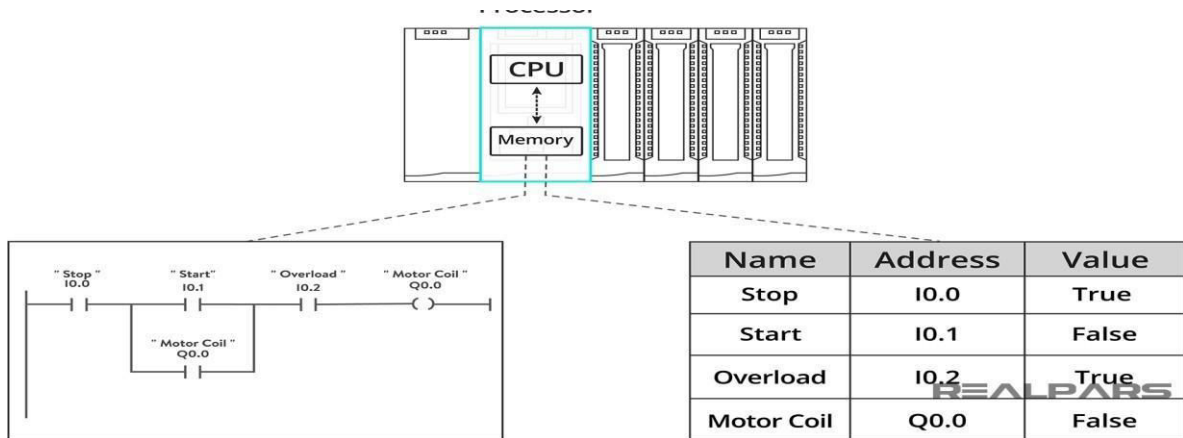 Processor
CPU
Memory
" Stop "
I0.0
" Start"
I0.1
" Overload "
I0.2
" Motor Coil "
Q0.0
" Motor Coil "
Q0.0
Name Address Value
Stop I0.0 True
Start I0.1 False
Overload I0.2 True
REALPARS
Motor Coil Q0.0 False